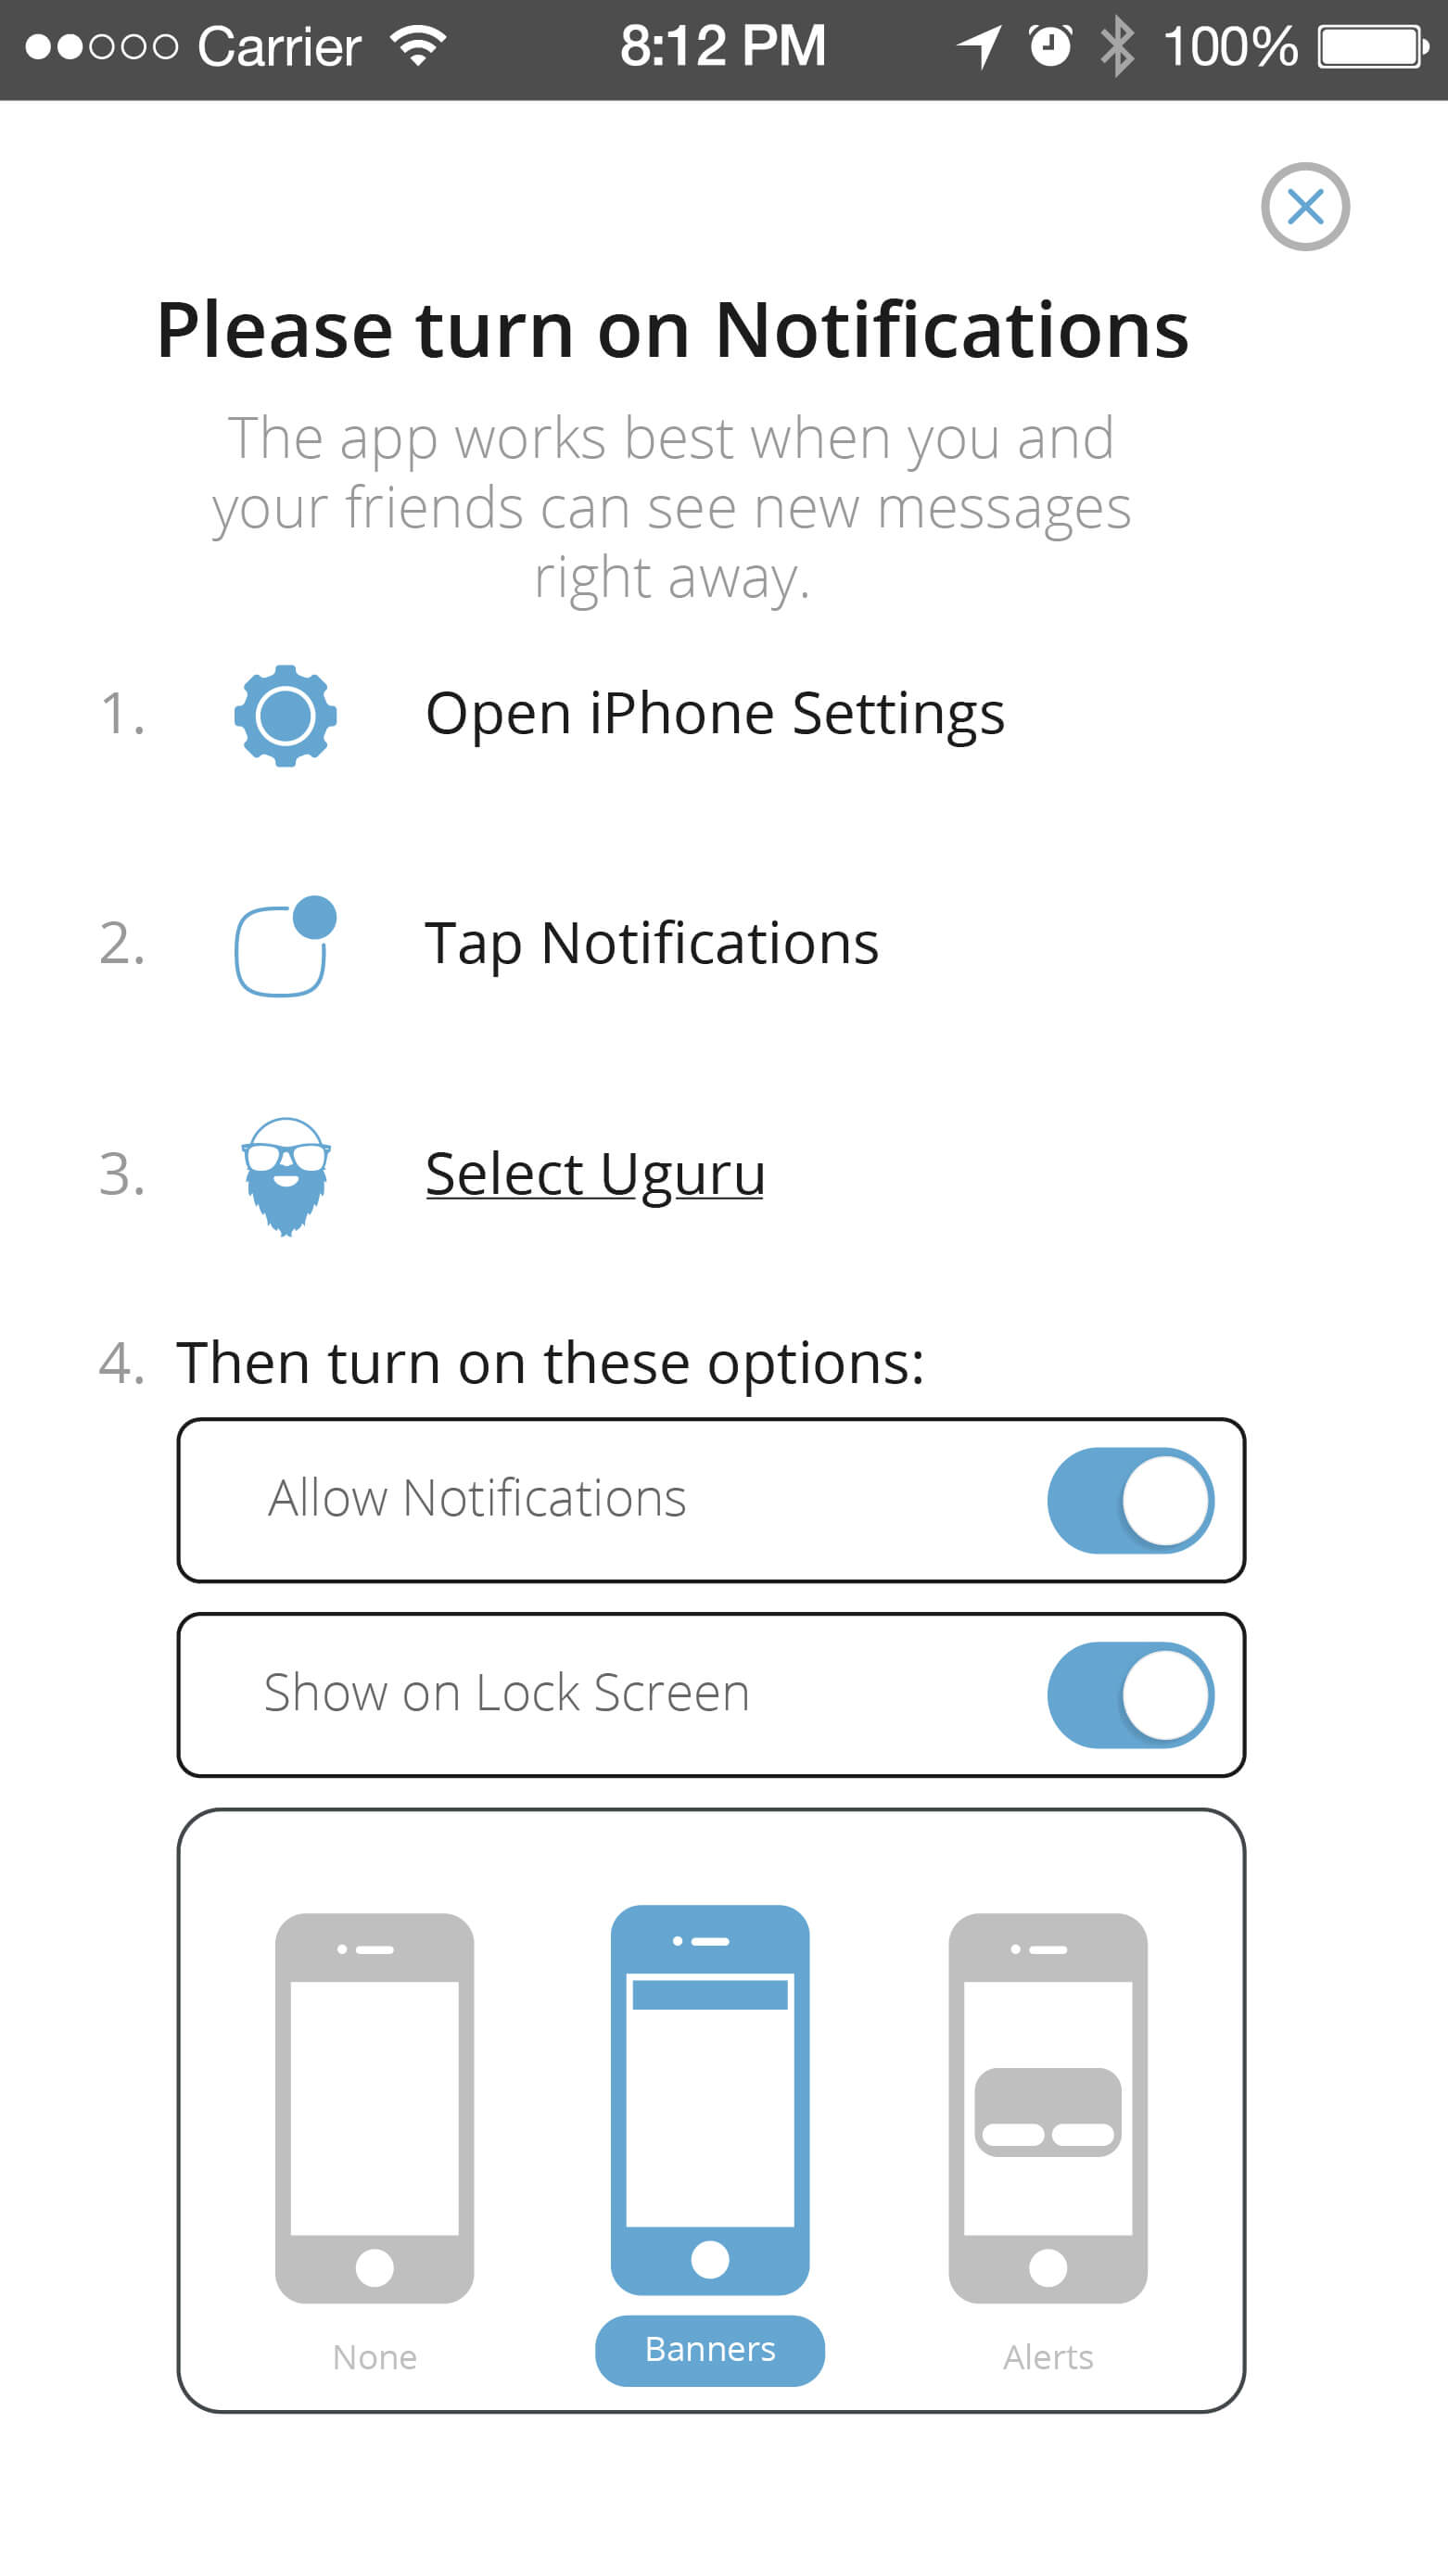 Carrier 8:12 PM 100%
Please turn on Notifications
The app works best when you and
your friends can see new messages
right away.
1. Open iPhone Settings
2. Tap Notifications
3. Select Uguru
4. Then turn on these options:
Allow Notifications
Show on Lock Screen
None Banners Alerts